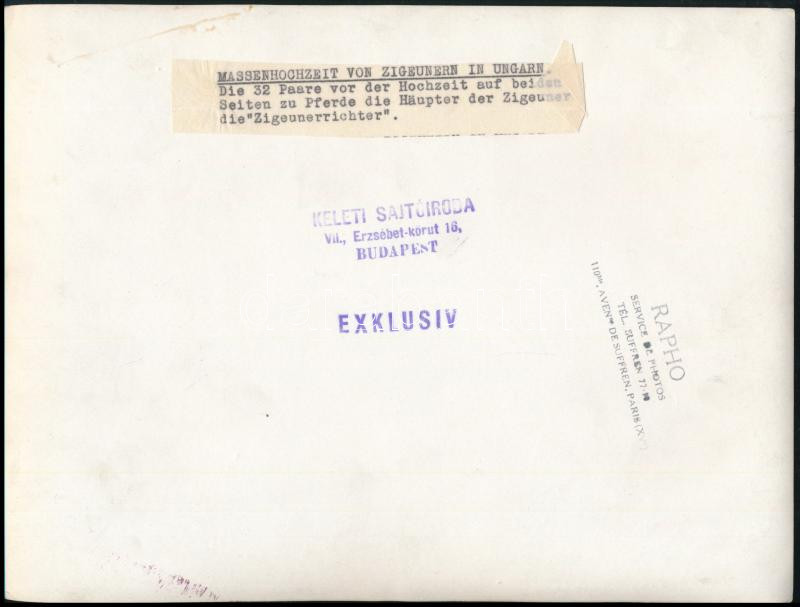 MASSENHOCHZEIT VON ZIGEUNERN IN UNGARN.
Die 32 Paare vor der Hochzeit auf beiden
Seiten zu Pferde die Häupter der Zigeuner
die"Zigeunerrichter".
KELETI SAJTÓIRODA
VII., Erzsébet-körut 16,
BUDAPEST
EXKLUSIV
RAPHO
SERVICE DE PHOTOS
TÉL. SUFFREN 77-
110BIS, AVENUE DE SUFFREN, PARIS